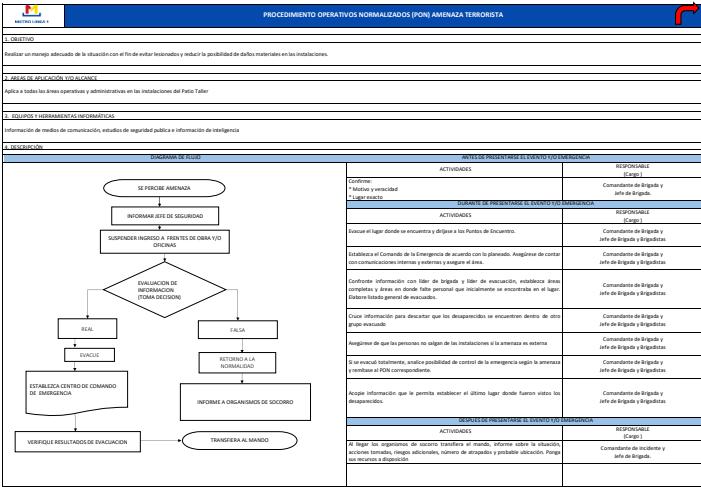 METRO LINEA 1
PROCEDIMIENTO OPERATIVOS NORMALIZADOS (PON) AMENAZA TERRORISTA
1. OBJETIVO
Realizar un manejo adecuado de la situación con el fin de evitar lesionados y reducir la posibilidad de daños materiales en las instalaciones.
2. AREAS DE APLICACIÓN Y/O ALCANCE
Aplica a todas las áreas operativas y administrativas en las instalaciones del Patio Taller
3. EQUIPOS Y HERRAMIENTAS INFORMÁTICAS
Información de medios de comunicación, estudios de seguridad publica e información de inteligencia
4. DESCRIPCIÓN
DIAGRAMA DE FLUJO
SE PERCIBE AMENAZA
INFORMAR JEFE DE SEGURIDAD
SUSPENDER INGRESO A FRENTES DE OBRA Y/O
OFICINAS
EVALUACION DE
INFORMACION
(TOMA DECISION)
REAL
FALSA
EVACUE
RETORNO A LA
NORMALIDAD
ESTABLEZCA CENTRO DE COMANDO
DE EMERGENCIA
INFORME A ORGANISMOS DE SOCORRO
VERIFIQUE RESULTADOS DE EVACUACION
TRANSFIERA AL MANDO
ANTES DE PRESENTARSE EL EVENTO Y/O EMERGENCIA
ACTIVIDADES
RESPONSABLE
(Cargo )
Confirme:
* Motivo y veracidad
* Lugar exacto
Comandante de Brigada y
Jefe de Brigada.
DURANTE DE PRESENTARSE EL EVENTO Y/O EMERGENCIA
ACTIVIDADES
RESPONSABLE
(Cargo )
Evacue el lugar donde se encuentra y diríjase a los Puntos de Encuentro.
Comandante de Brigada y
Jefe de Brigada y Brigadistas
Establezca el Comando de la Emergencia de acuerdo con lo planeado. Asegúrese de contar
con comunicaciones internas y externas y asegure el área.
Comandante de Brigada y
Jefe de Brigada y Brigadistas
Confronte información con líder de brigada y líder de evacuación, establezca áreas
completas y áreas en donde falte personal que inicialmente se encontraba en el lugar.
Elabore listado general de evacuados.
Comandante de Brigada y
Jefe de Brigada y Brigadistas
Cruce información para descartar que los desaparecidos se encuentren dentro de otro
grupo evacuado
Comandante de Brigada y
Jefe de Brigada y Brigadistas
Asegúrese de que las personas no salgan de las instalaciones si la amenaza es externa
Comandante de Brigada y
Jefe de Brigada y Brigadistas
Si se evacuó totalmente, analice posibilidad de control de la emergencia según la amenaza
y remítase al PON correspondiente.
Comandante de Brigada y
Jefe de Brigada y Brigadistas
Acopie información que le permita establecer el último lugar donde fueron vistos los
desaparecidos.
Comandante de Brigada y
Jefe de Brigada y Brigadistas
DESPUES DE PRESENTARSE EL EVENTO Y/O EMERGENCIA
ACTIVIDADES
RESPONSABLE
(Cargo )
Al llegar los organismos de socorro transfiera el mando, informe sobre la situación,
acciones tomadas, riesgos adicionales, número de atrapados y probable ubicación. Ponga
sus recursos a disposición
Comandante de Incidente y
Jefe de Brigada.